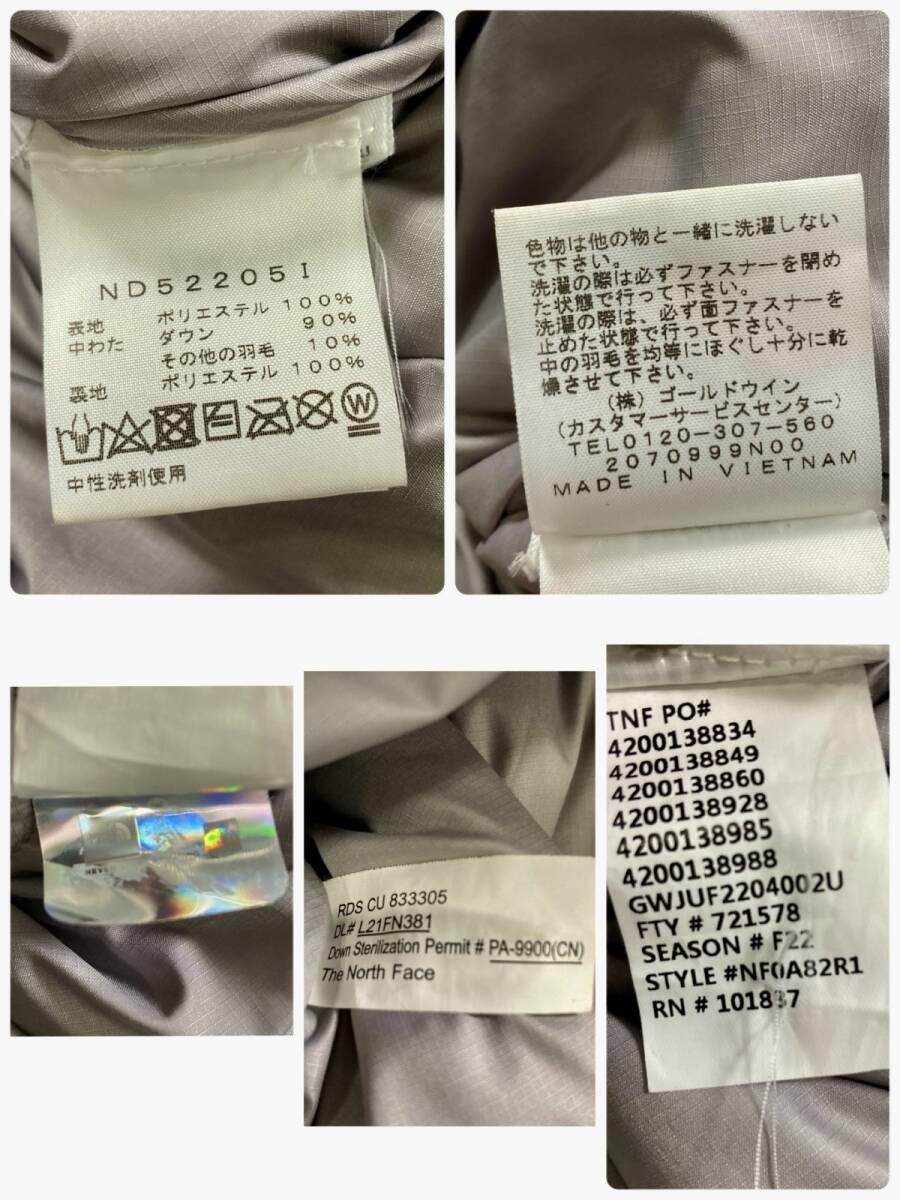 ND52205I
表地 ポリエステル 100%
中わた ダウン 90%
その他の羽毛 10%
裏地 ポリエステル 100%
中性洗剤使用
色物は他の物と一緒に洗濯しない
で下さい。
洗濯の際は必ずファスナーを閉め
た状態で行って下さい。
洗濯の際は、必ず面ファスナーを
止めた状態で行って下さい。
中の羽毛を均等にほぐし十分に乾
燥させて下さい。
(株)ゴールドウイン
(カスタマーサービスセンター)
TEL0120-307-560
2070999N00
MADE IN VIETNAM
RDS CU 833305
DL# L21FN381
Down Sterilization Permit # PA-9900(CN)
The North Face
TNF PO#
4200138834
4200138849
4200138860
4200138928
4200138985
4200138988
GWJUF2204002U
FTY # 721578
SEASON # F22
STYLE #NF0A82R1
RN # 101837